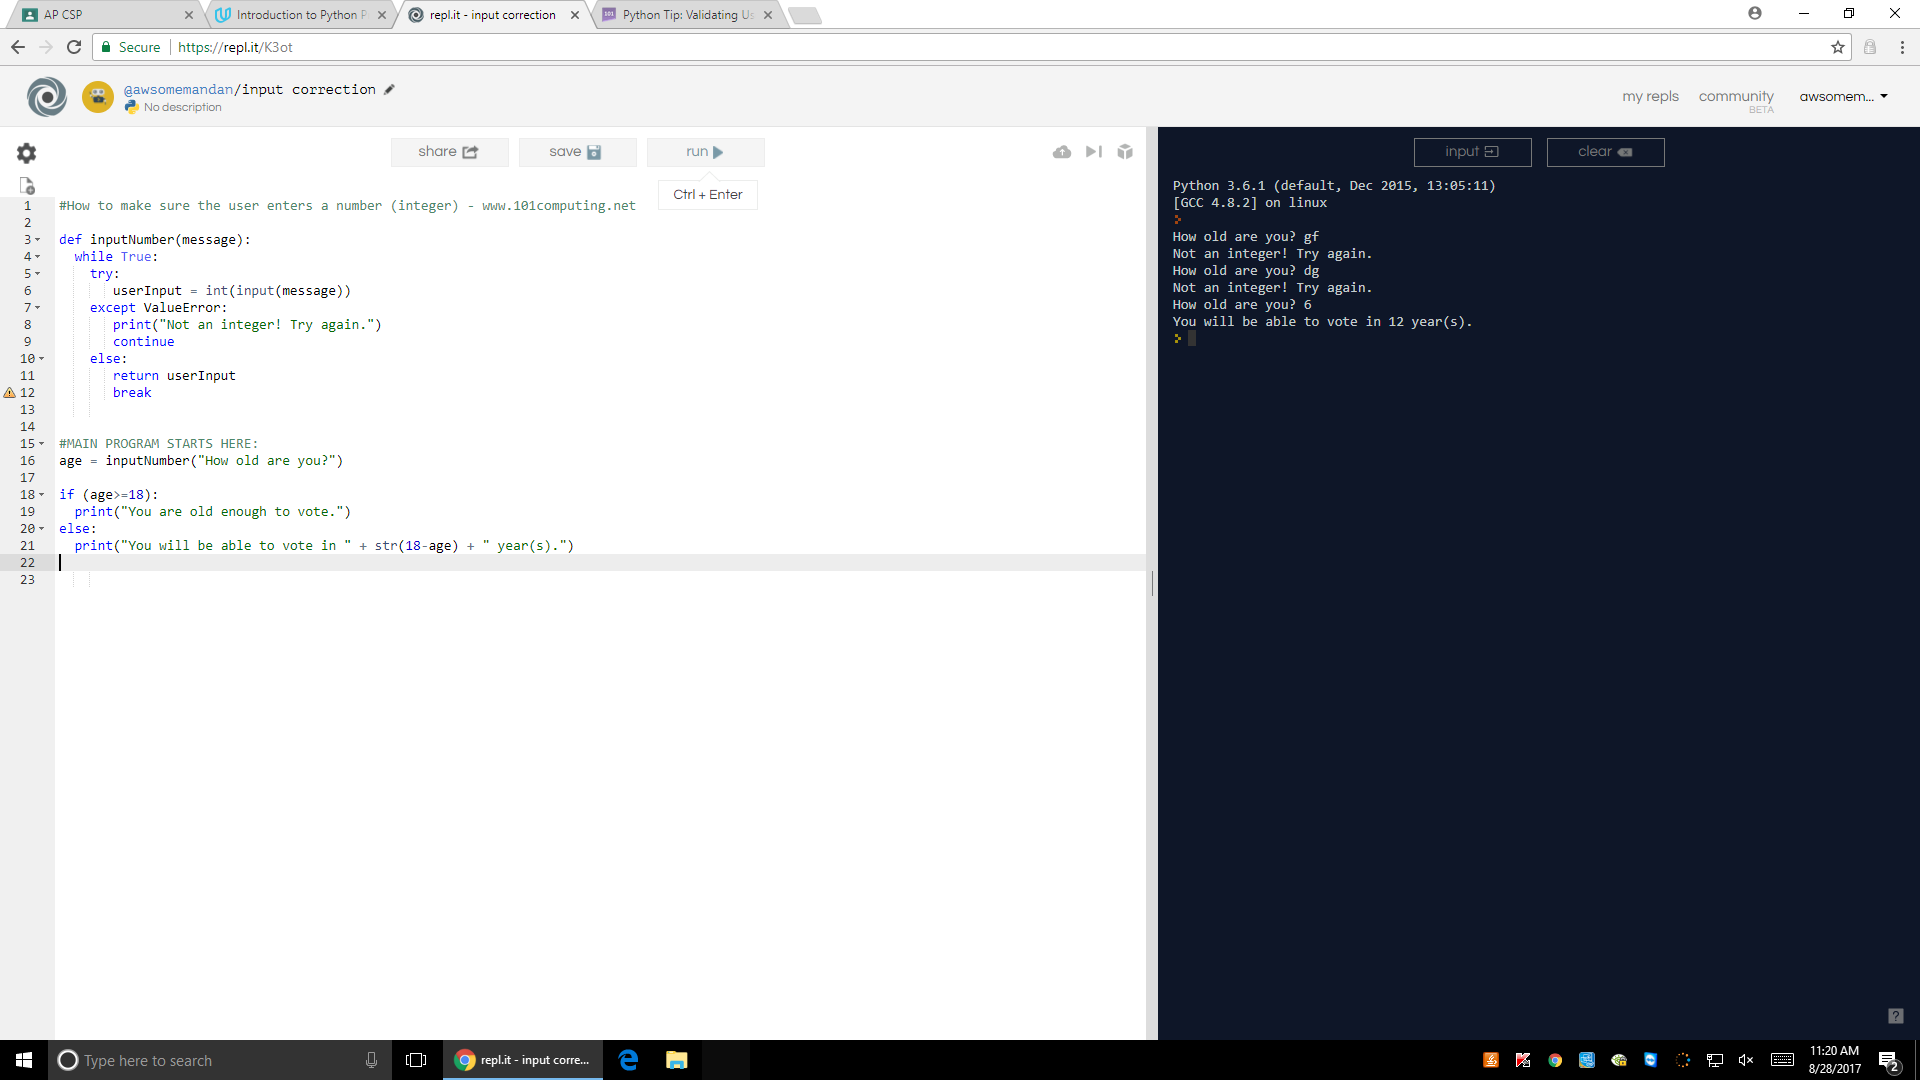 AP CSP
Introduction to Python P
repl.it - input correction
Python Tip: Validating Us
Secure
https://repl.it/K3ot
@awsomemandan/input correction
No description
my repls
community
BETA
awsomem...
share
save
run
Ctrl + Enter
input
clear
1 #How to make sure the user enters a number (integer) - www.101computing.net
2
3 def inputNumber(message):
4 while True:
5 try:
6 userInput = int(input(message))
7 except ValueError:
8 print("Not an integer! Try again.")
9 continue
10 else:
11 return userInput
12 break
13
14
15 #MAIN PROGRAM STARTS HERE:
16 age = inputNumber("How old are you?")
17
18 if (age>=18):
19 print("You are old enough to vote.")
20 else:
21 print("You will be able to vote in " + str(18-age) + " year(s).")
22
23
Python 3.6.1 (default, Dec 2015, 13:05:11)
[GCC 4.8.2] on linux
How old are you? gf
Not an integer! Try again.
How old are you? dg
Not an integer! Try again.
How old are you? 6
You will be able to vote in 12 year(s).
?
Type here to search
repl.it - input corre...
11:20 AM
8/28/2017
2